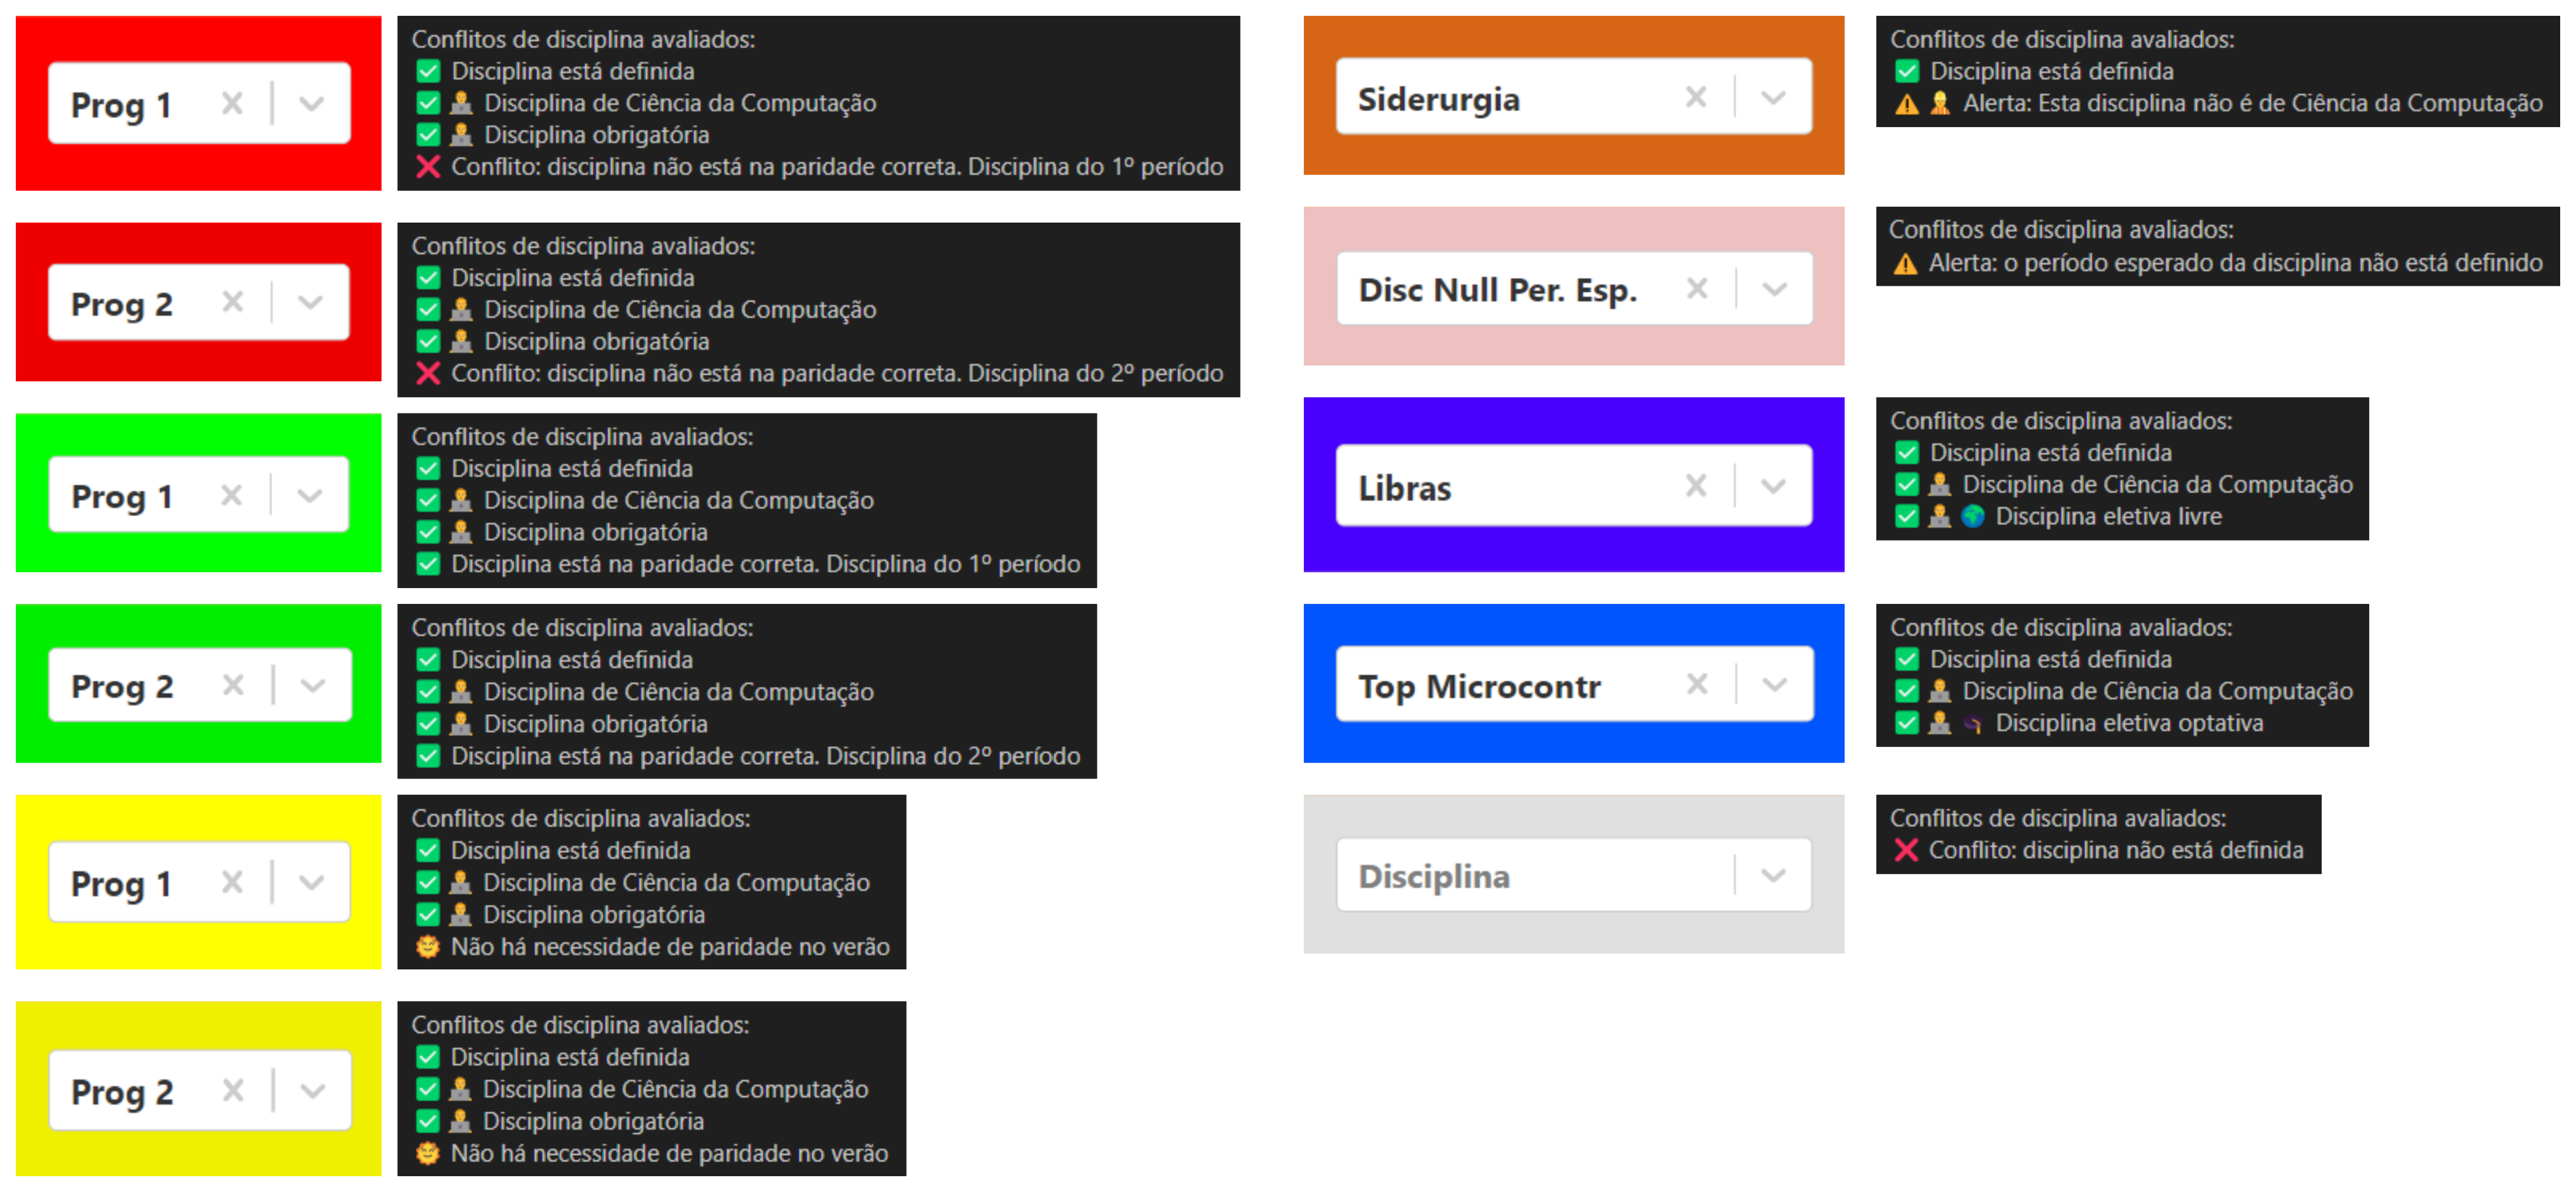 Prog 1
Conflitos de disciplina avaliados:
✅ Disciplina está definida
✅ 👨‍💻 Disciplina de Ciência da Computação
✅ 👨‍💻 Disciplina obrigatória
❌ Conflito: disciplina não está na paridade correta. Disciplina do 1º período
Prog 2
Conflitos de disciplina avaliados:
✅ Disciplina está definida
✅ 👨‍💻 Disciplina de Ciência da Computação
✅ 👨‍💻 Disciplina obrigatória
❌ Conflito: disciplina não está na paridade correta. Disciplina do 2º período
Prog 1
Conflitos de disciplina avaliados:
✅ Disciplina está definida
✅ 👨‍💻 Disciplina de Ciência da Computação
✅ 👨‍💻 Disciplina obrigatória
✅ Disciplina está na paridade correta. Disciplina do 1º período
Prog 2
Conflitos de disciplina avaliados:
✅ Disciplina está definida
✅ 👨‍💻 Disciplina de Ciência da Computação
✅ 👨‍💻 Disciplina obrigatória
✅ Disciplina está na paridade correta. Disciplina do 2º período
Prog 1
Conflitos de disciplina avaliados:
✅ Disciplina está definida
✅ 👨‍💻 Disciplina de Ciência da Computação
✅ 👨‍💻 Disciplina obrigatória
🌞 Não há necessidade de paridade no verão
Prog 2
Conflitos de disciplina avaliados:
✅ Disciplina está definida
✅ 👨‍💻 Disciplina de Ciência da Computação
✅ 👨‍💻 Disciplina obrigatória
🌞 Não há necessidade de paridade no verão
Siderurgia
Conflitos de disciplina avaliados:
✅ Disciplina está definida
⚠️ 👷 Alerta: Esta disciplina não é de Ciência da Computação
Disc Null Per. Esp.
Conflitos de disciplina avaliados:
⚠️ Alerta: o período esperado da disciplina não está definido
Libras
Conflitos de disciplina avaliados:
✅ Disciplina está definida
✅ 👨‍💻 Disciplina de Ciência da Computação
✅ 👨‍💻 🌍 Disciplina eletiva livre
Top Microcontr
Conflitos de disciplina avaliados:
✅ Disciplina está definida
✅ 👨‍💻 Disciplina de Ciência da Computação
✅ 👨‍💻 🎓 Disciplina eletiva optativa
Disciplina
Conflitos de disciplina avaliados:
❌ Conflito: disciplina não está definida